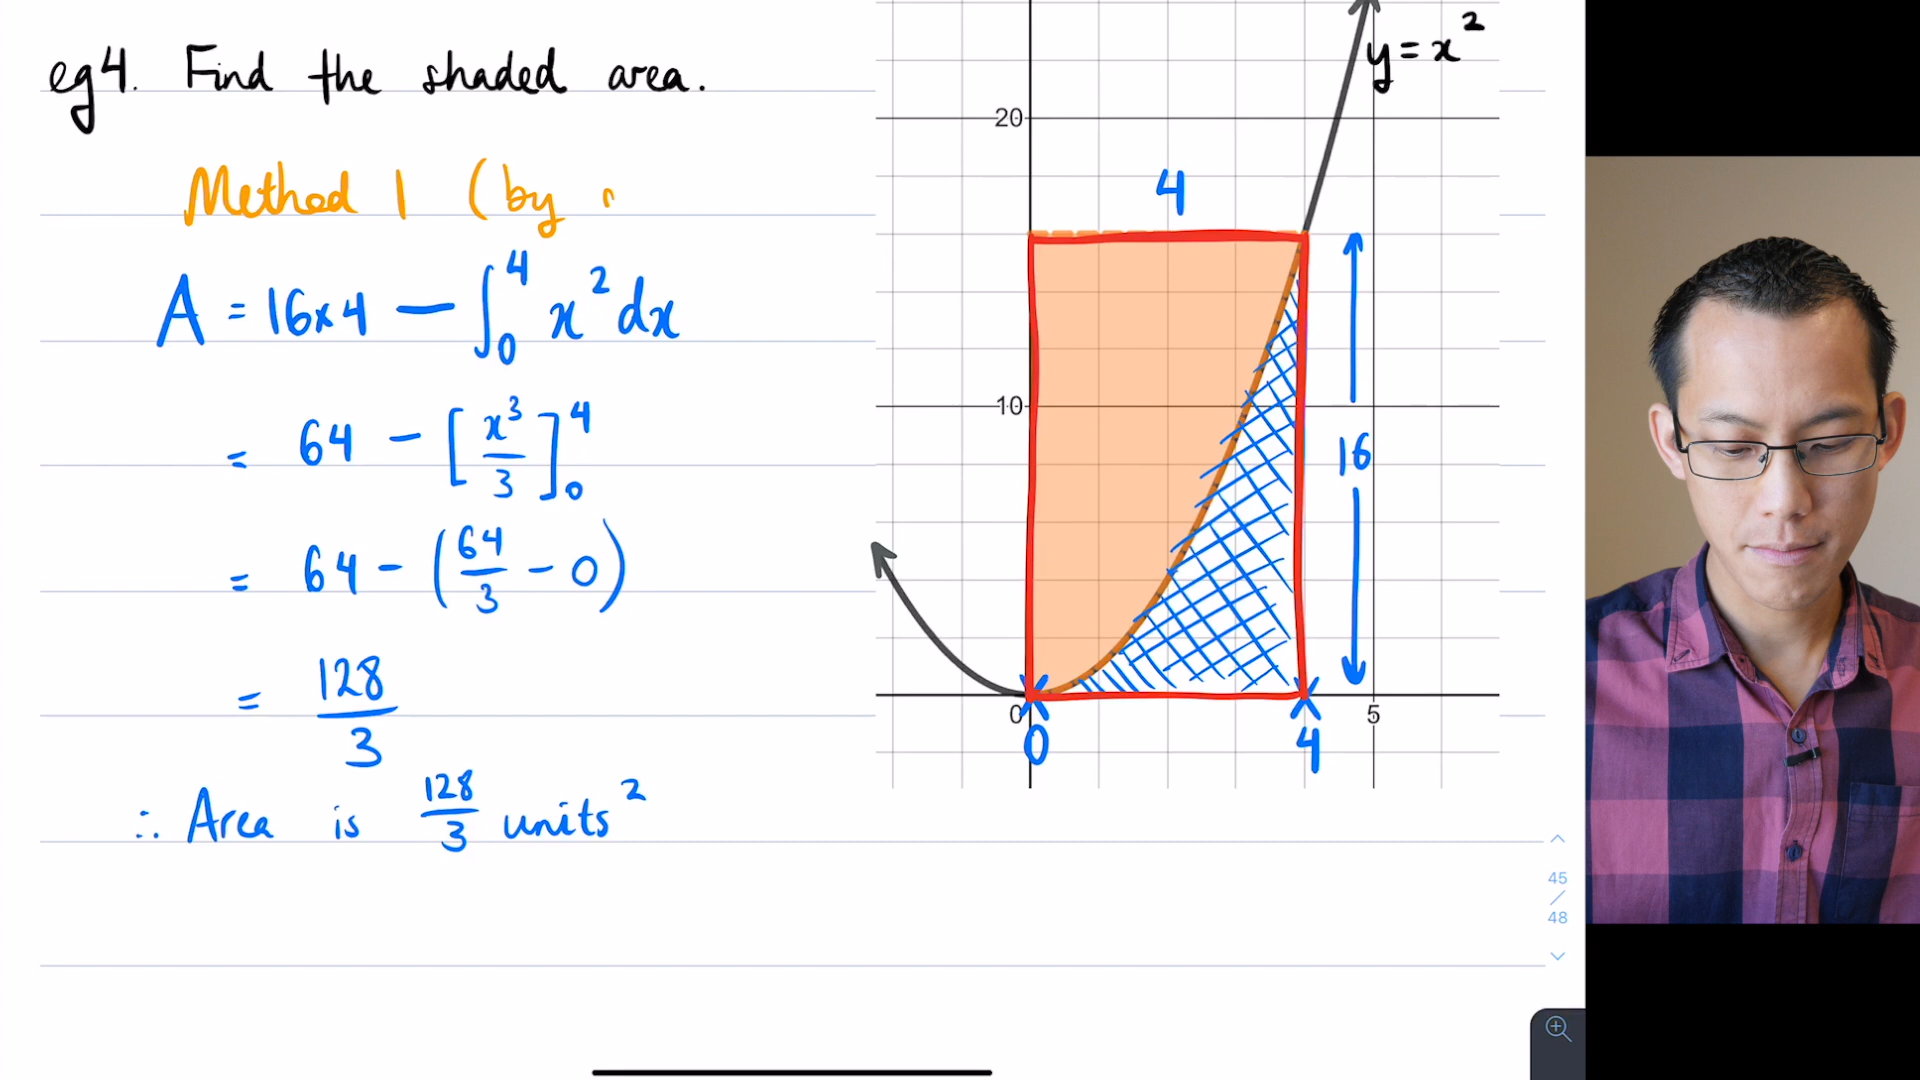 eg4. Find the shaded area.
Method 1 (by
A = 16×4 − ∫₀⁴ x² dx
= 64 − [x³/3]₀⁴
= 64 − (64/3 − 0)
= 128/3
∴ Area is 128/3 units²
y = x²
20
4
10
16
0
5
0
4
45
/
48